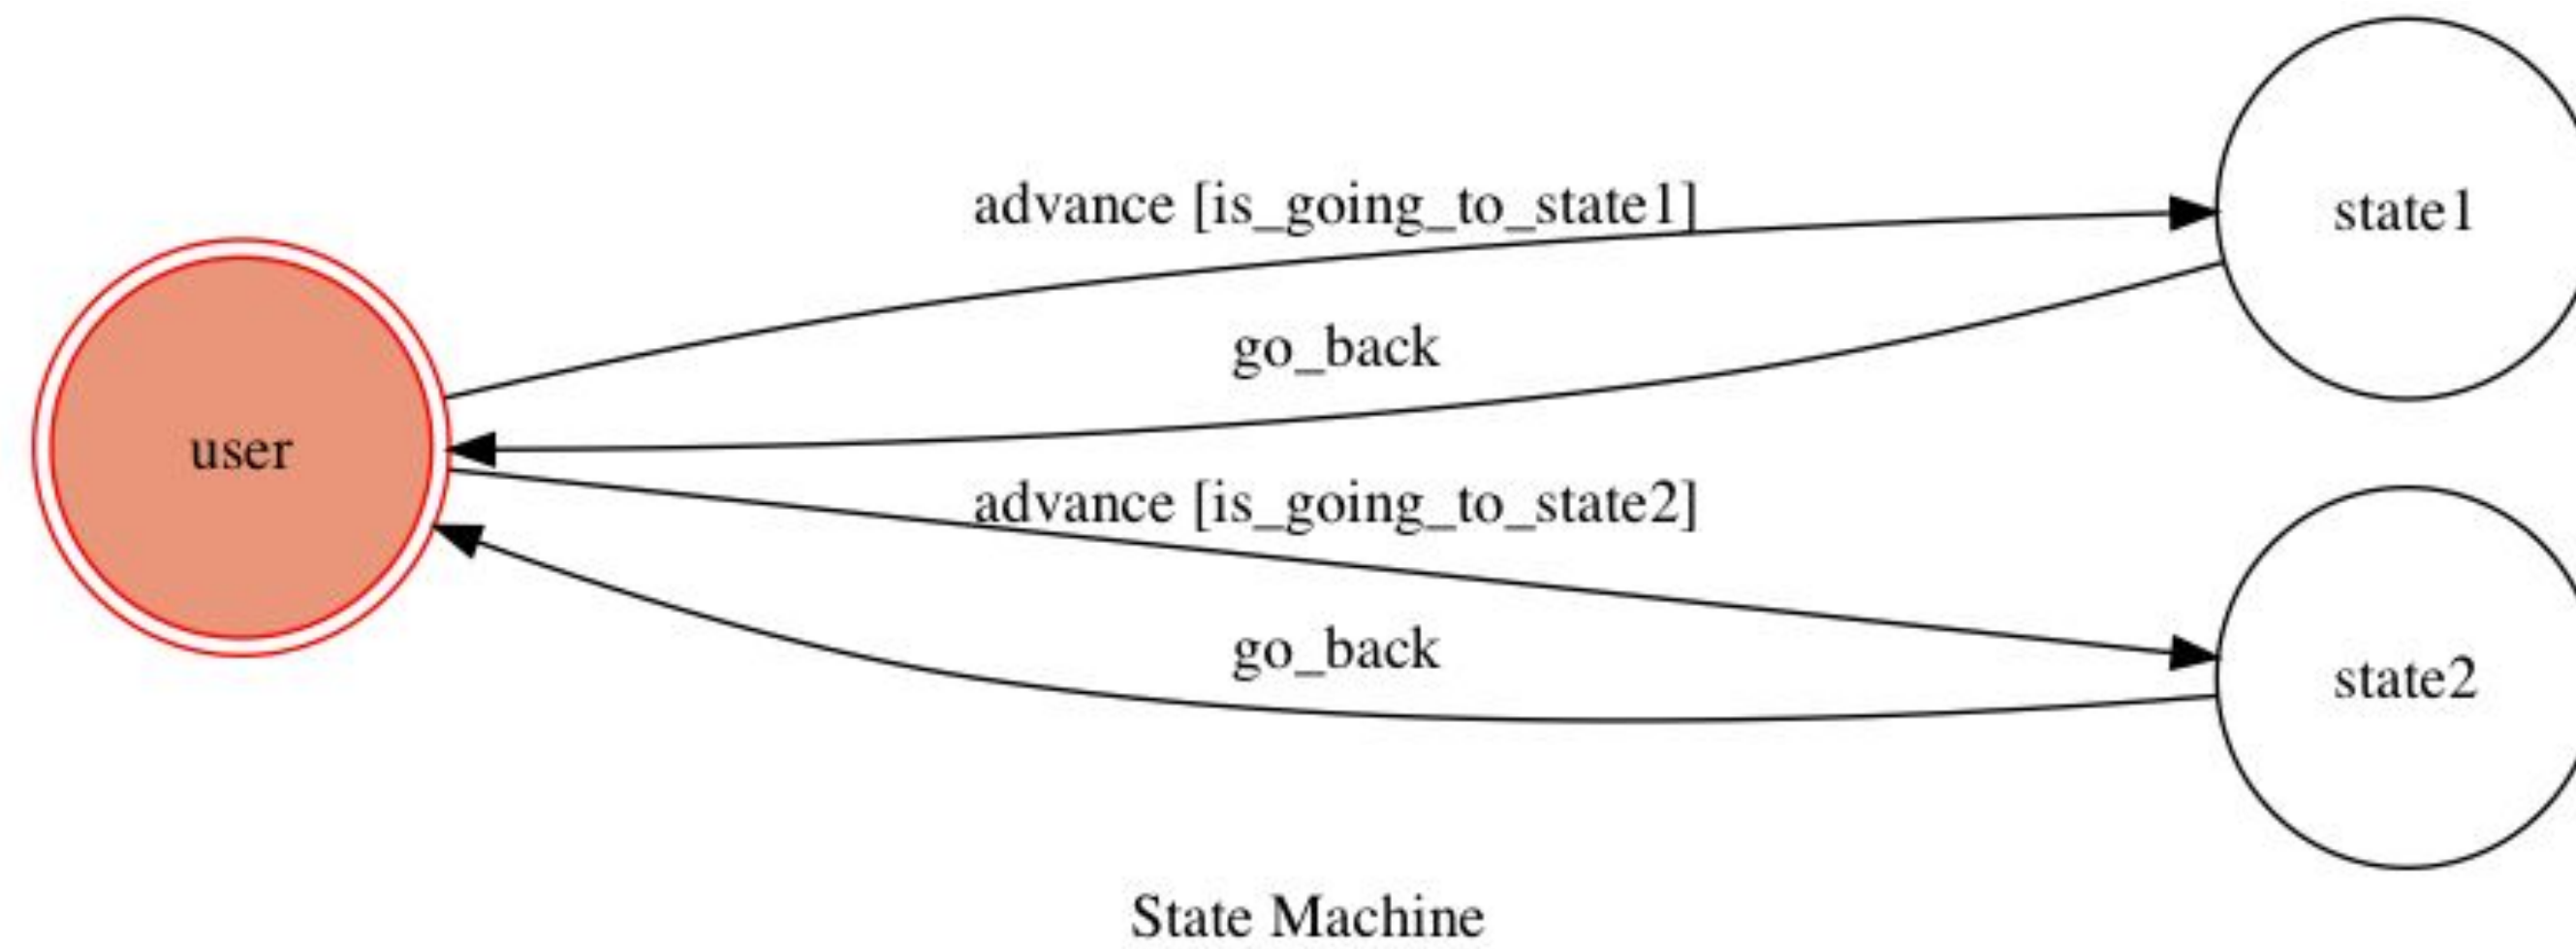 advance [is_going_to_state1]
state1
go_back
user
advance [is_going_to_state2]
go_back
state2
State Machine